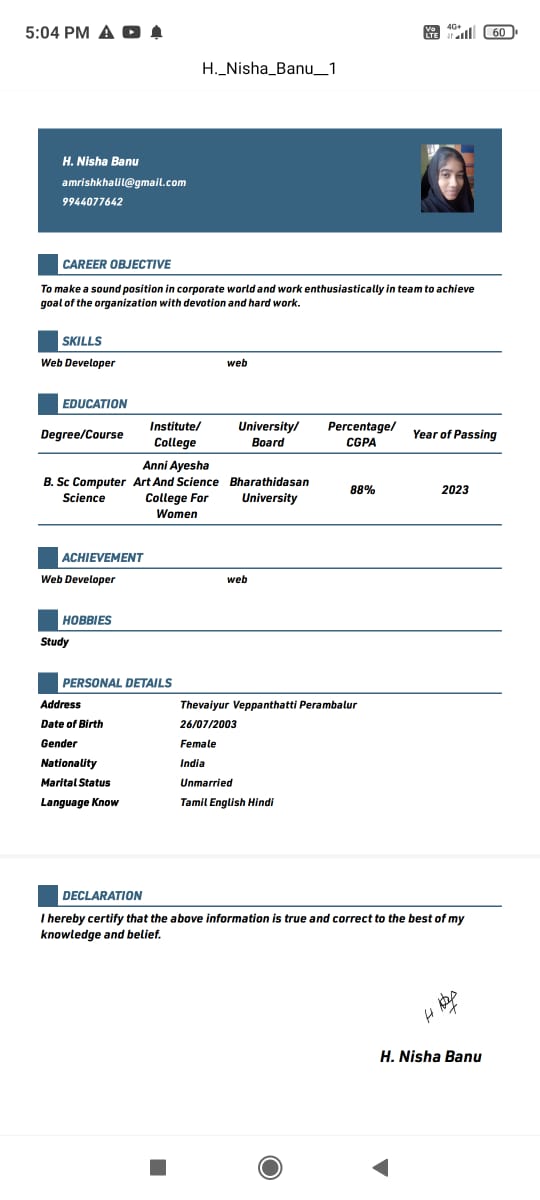 5:04 PM
Vo LTE 4G+ 60
H._Nisha_Banu__1
H. Nisha Banu
amrishkhalil@gmail.com
9944077642
CAREER OBJECTIVE
To make a sound position in corporate world and work enthusiastically in team to achieve
goal of the organization with devotion and hard work.
SKILLS
Web Developer web
EDUCATION
Degree/Course Institute/ College University/ Board Percentage/ CGPA Year of Passing
B. Sc Computer Science Anni Ayesha Art And Science College For Women Bharathidasan University 88% 2023
ACHIEVEMENT
Web Developer web
HOBBIES
Study
PERSONAL DETAILS
Address Thevaiyur Veppanthatti Perambalur
Date of Birth 26/07/2003
Gender Female
Nationality India
Marital Status Unmarried
Language Know Tamil English Hindi
DECLARATION
I hereby certify that the above information is true and correct to the best of my
knowledge and belief.
H. Nisha Banu